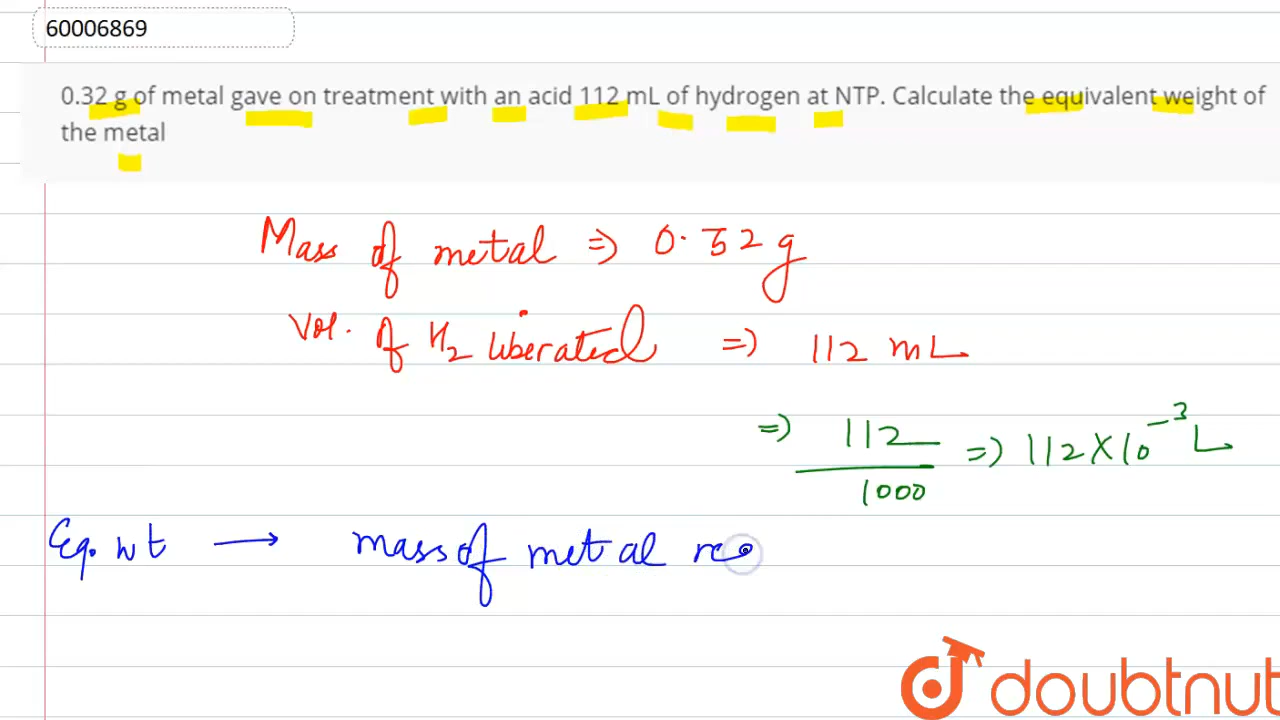 60006869
0.32 g of metal gave on treatment with an acid 112 mL of hydrogen at NTP. Calculate the equivalent weight of
the metal
Mass of metal ⇒ 0.32 g
Vol. of H₂ liberated ⇒ 112 mL
⇒ 112/1000 ⇒ 112 × 10⁻³ L
Eq. wt → mass of metal
doubtnut